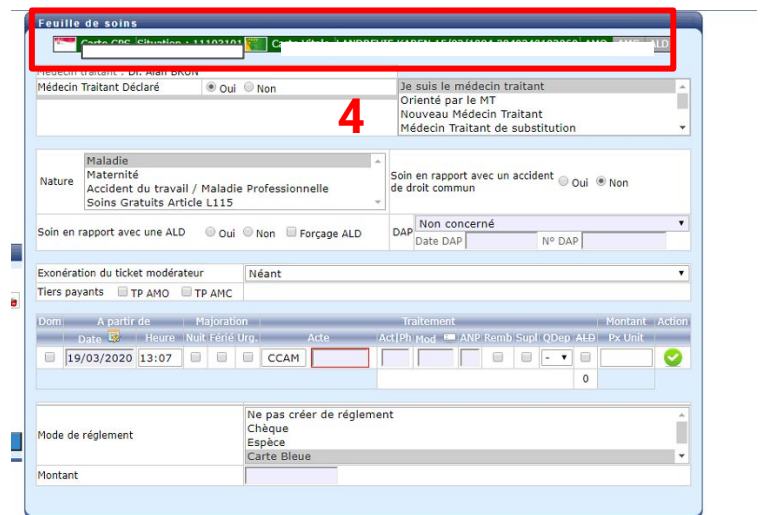 Feuille de soins
Médecin traitant : Dr. Alan BRUN
Médecin Traitant Déclaré Oui Non
Je suis le médecin traitant
Orienté par le MT
Nouveau Médecin Traitant
Médecin Traitant de substitution
4
Nature
Maladie
Maternité
Accident du travail / Maladie Professionnelle
Soins Gratuits Article L115
Soin en rapport avec un accident de droit commun Oui Non
Soin en rapport avec une ALD Oui Non Forçage ALD
DAP Non concerné
Date DAP N° DAP
Exonération du ticket modérateur Néant
Tiers payants TP AMO TP AMC
Dom A partir de Majoration Traitement Montant Action
Date Heure Nuit Férié Urg. Acte Act|Ph Mod ANP Remb Supl QDep ALD Px Unit
19/03/2020 13:07 CCAM -
0
Mode de réglement
Ne pas créer de réglement
Chèque
Espèce
Carte Bleue
Montant